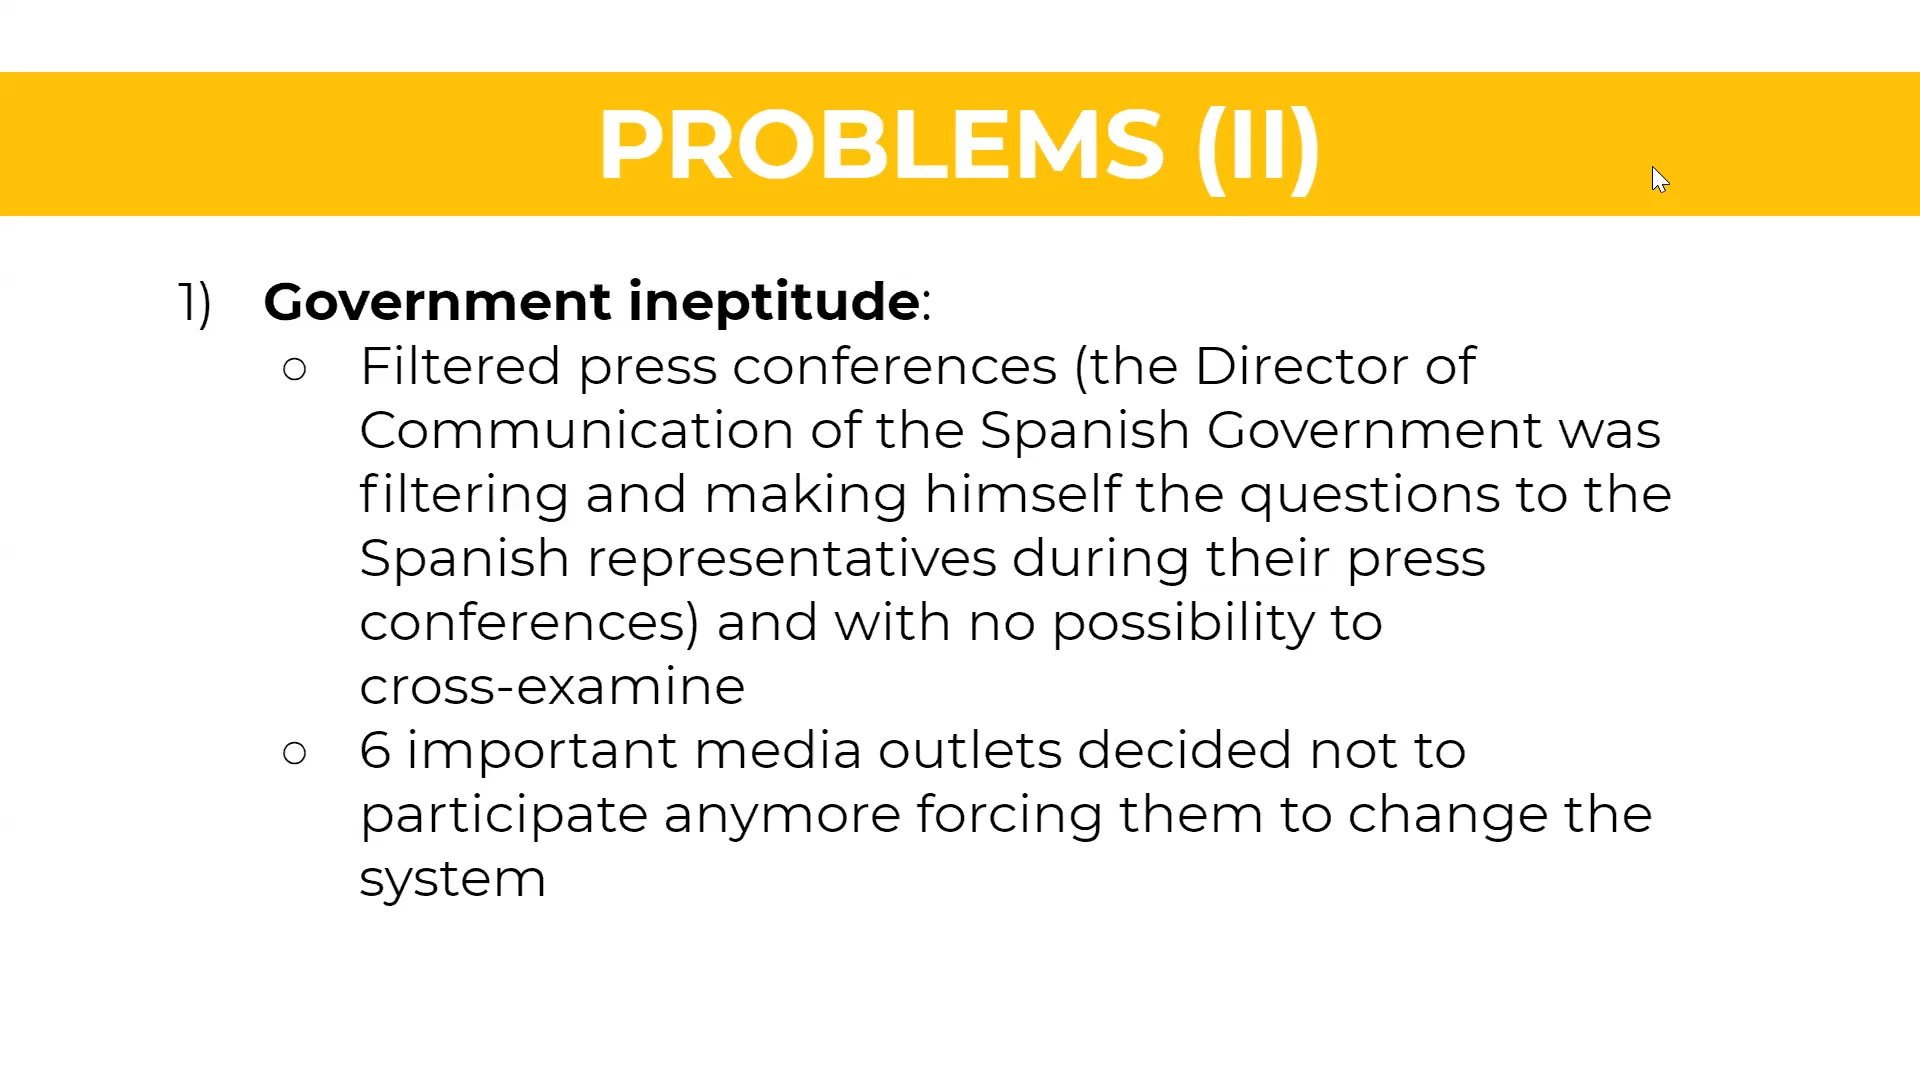 PROBLEMS (II)
1) Government ineptitude:
○ Filtered press conferences (the Director of
Communication of the Spanish Government was
filtering and making himself the questions to the
Spanish representatives during their press
conferences) and with no possibility to
cross-examine
○ 6 important media outlets decided not to
participate anymore forcing them to change the
system